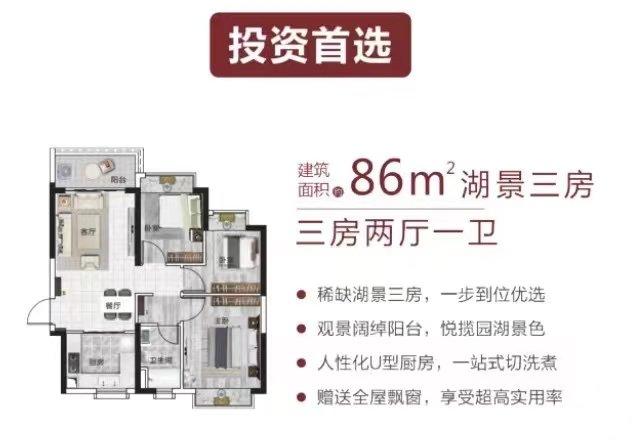 投资首选
建筑面积约86m²湖景三房
三房两厅一卫
稀缺湖景三房，一步到位优选
观景阔绰阳台，悦揽园湖景色
人性化U型厨房，一站式切洗煮
赠送全屋飘窗，享受超高实用率
阳台
客厅
卧室
卧室
餐厅
主卧
厨房
卫生间